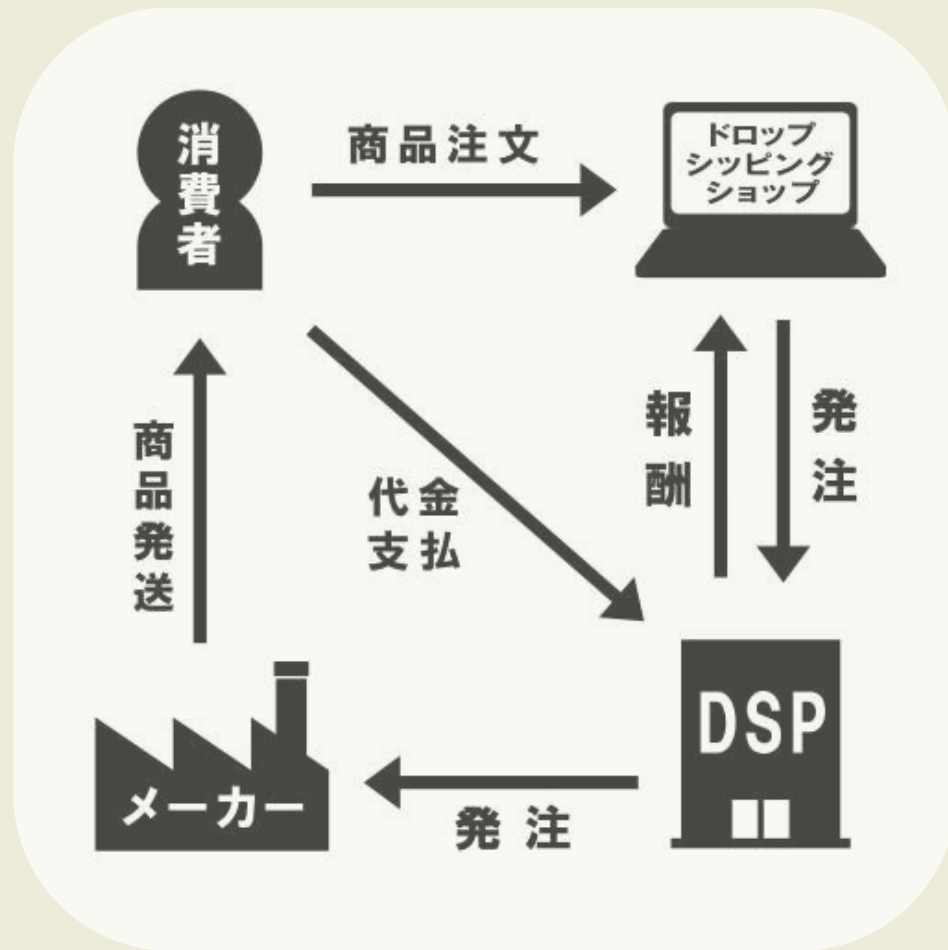 消費者
商品注文
ドロップ
シッピング
ショップ
商品発送
代金
支払
報酬
発注
メーカー
発注
DSP